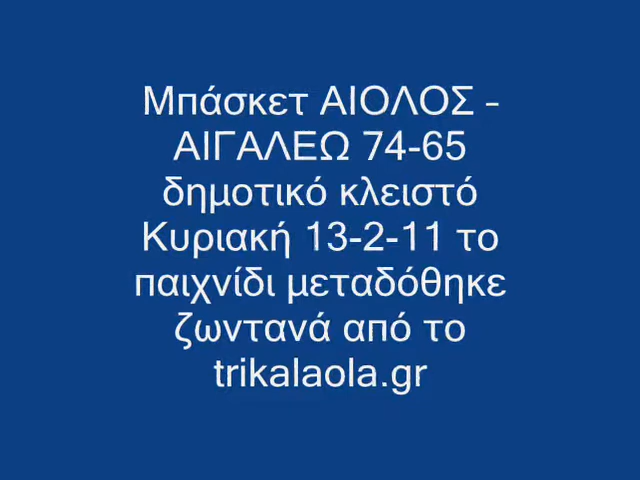 Μπάσκετ ΑΙΟΛΟΣ –
ΑΙΓΑΛΕΩ 74-65
δημοτικό κλειστό
Κυριακή 13-2-11 το
παιχνίδι μεταδόθηκε
ζωντανά από το
trikalaola.gr